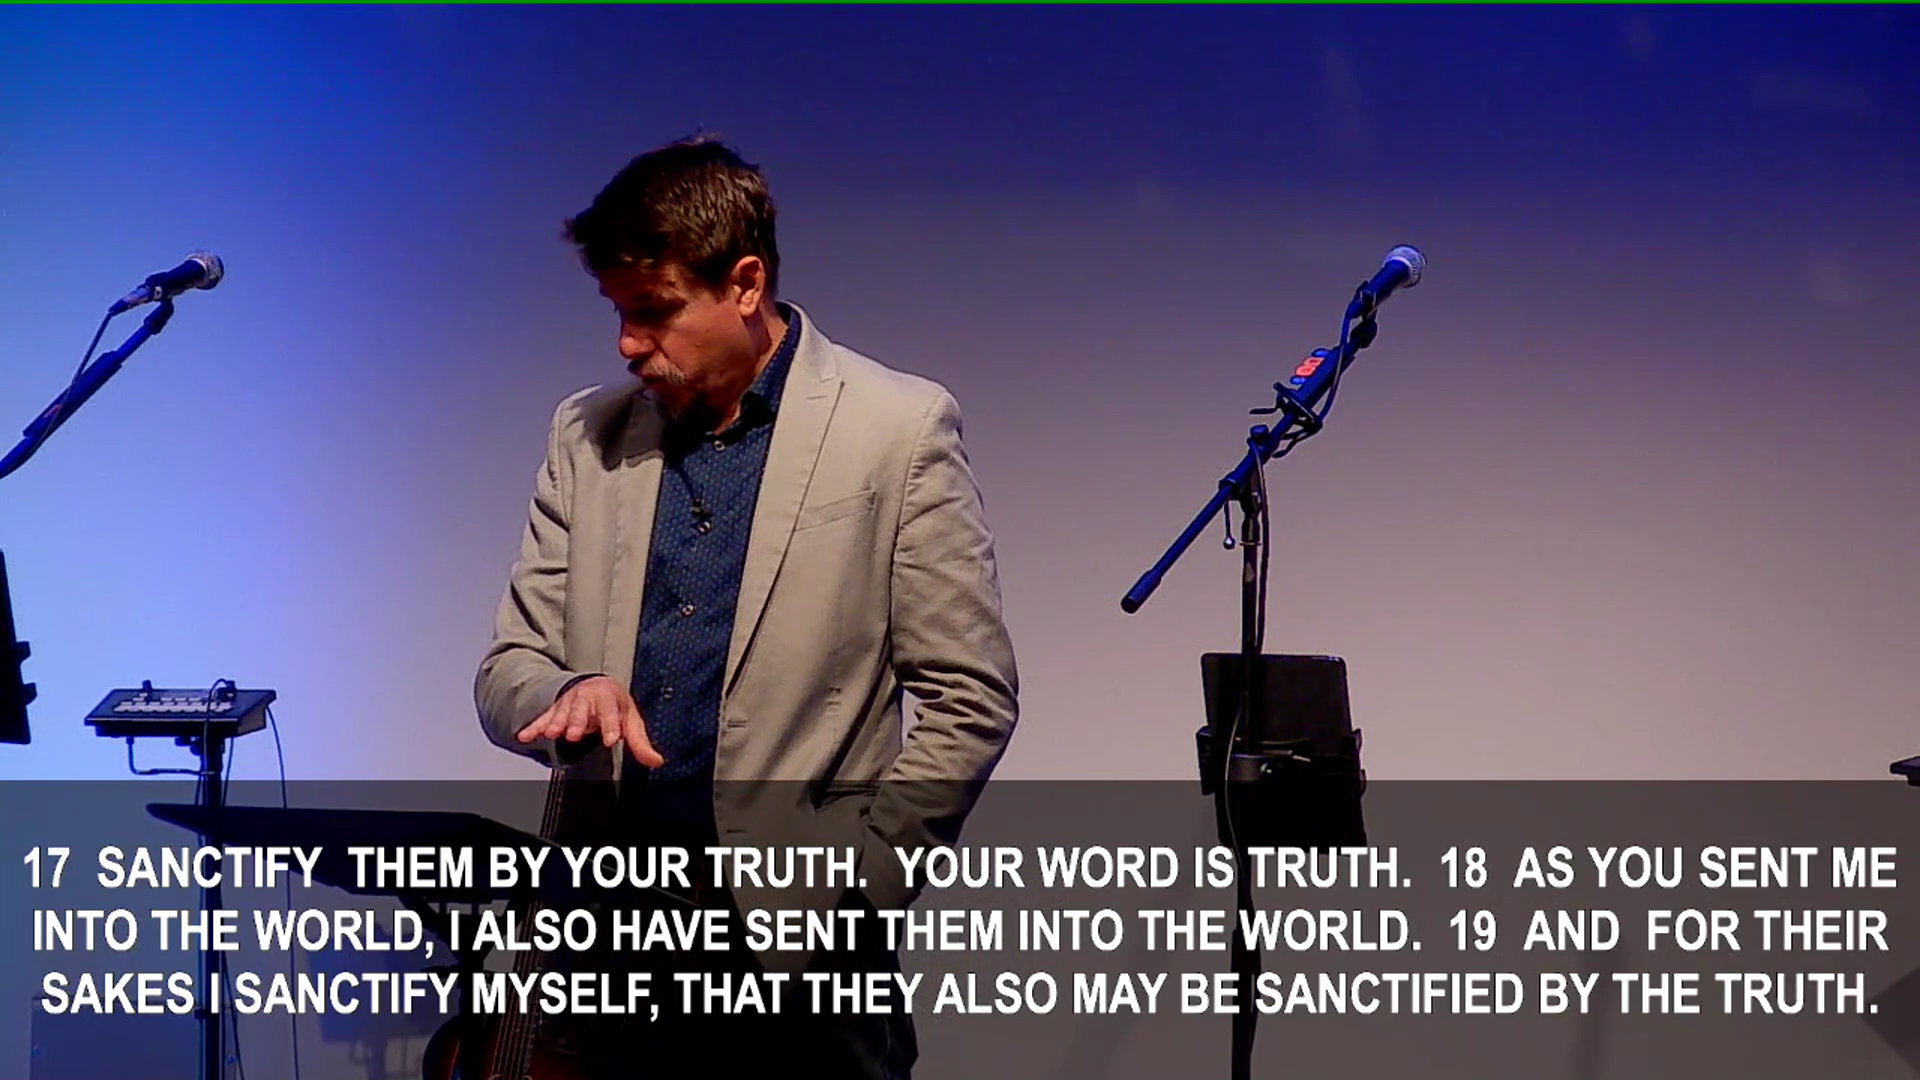 17 SANCTIFY THEM BY YOUR TRUTH. YOUR WORD IS TRUTH. 18 AS YOU SENT ME
INTO THE WORLD, I ALSO HAVE SENT THEM INTO THE WORLD. 19 AND FOR THEIR
SAKES I SANCTIFY MYSELF, THAT THEY ALSO MAY BE SANCTIFIED BY THE TRUTH.